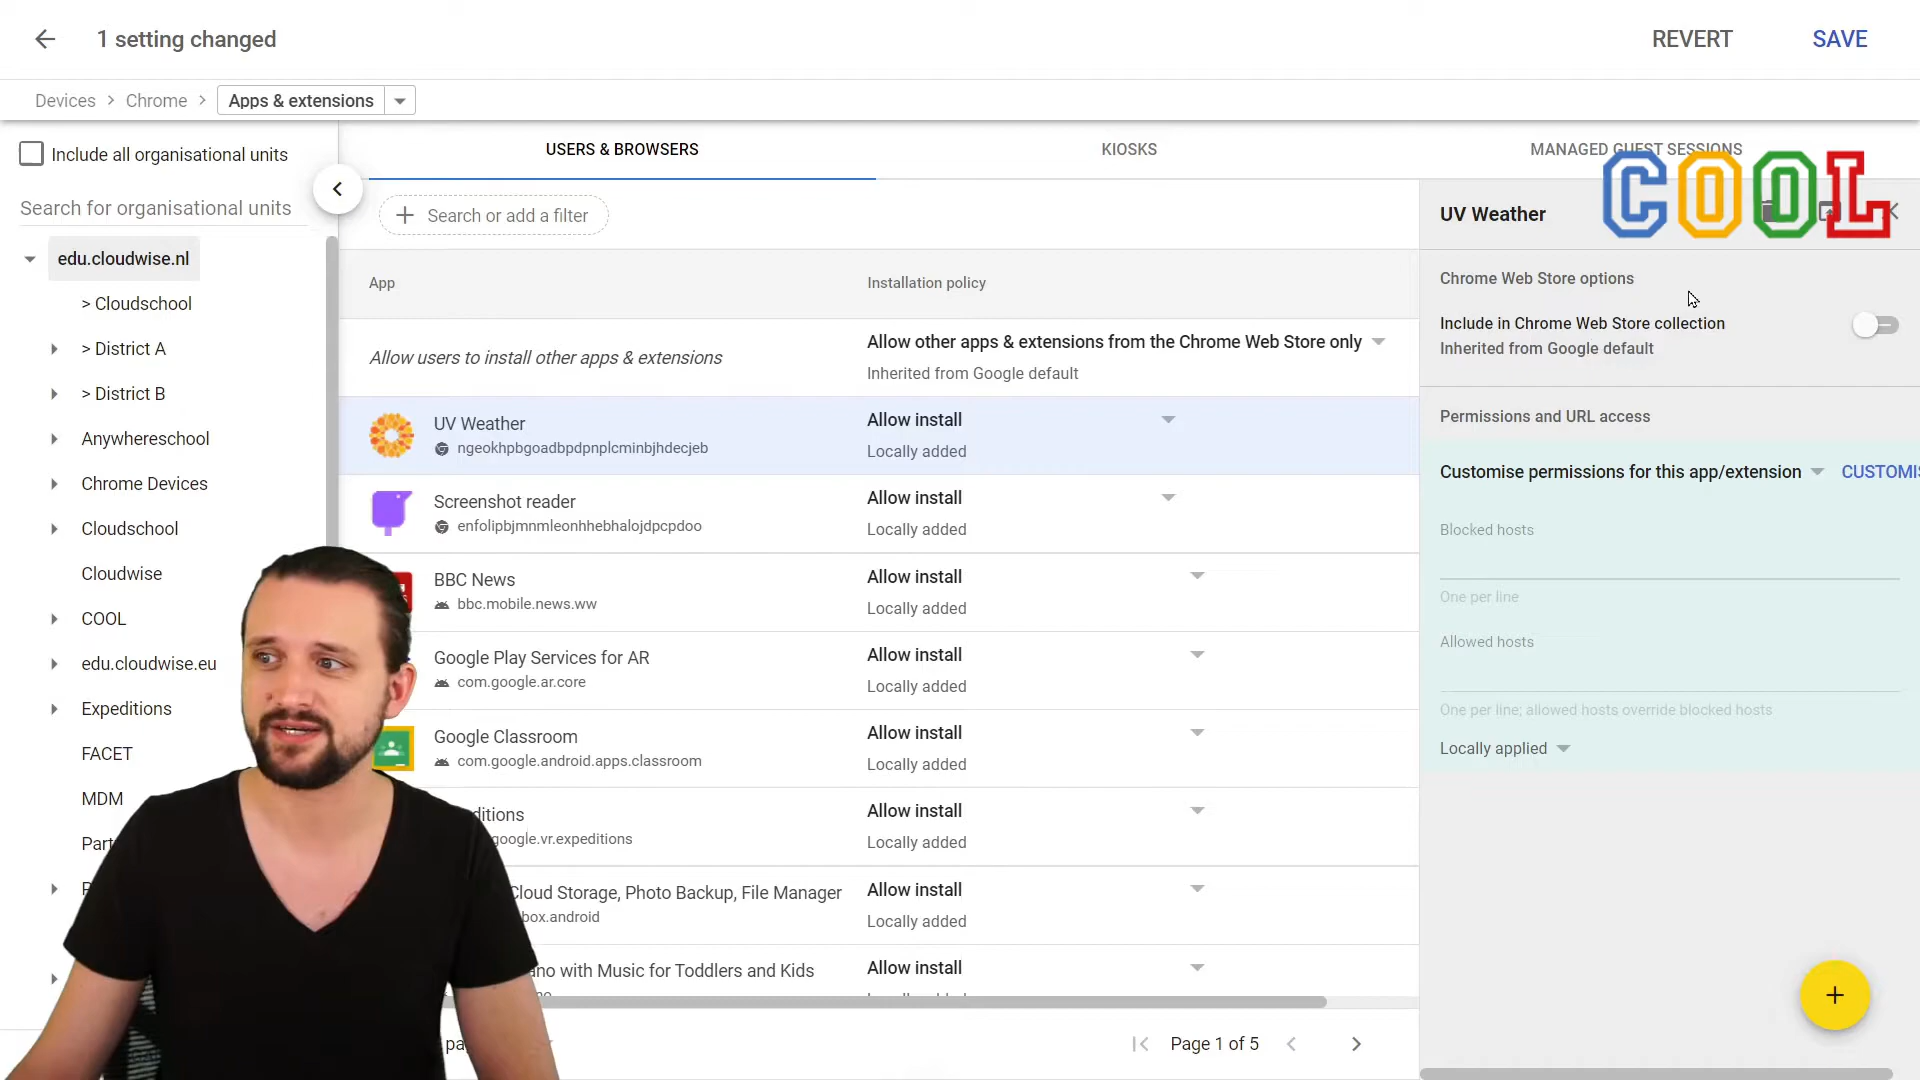 1 setting changed
REVERT
SAVE
Devices > Chrome > Apps & extensions
Include all organisational units
Search for organisational units
edu.cloudwise.nl
> Cloudschool
> District A
> District B
Anywhereschool
Chrome Devices
Cloudschool
Cloudwise
COOL
edu.cloudwise.eu
Expeditions
FACET
MDM
USERS & BROWSERS
KIOSKS
MANAGED GUEST SESSIONS
COOL
Search or add a filter
App
Installation policy
Allow users to install other apps & extensions
Allow other apps & extensions from the Chrome Web Store only
Inherited from Google default
UV Weather
ngeokhpbgoadbpdpnplcminbjhdecjeb
Allow install
Locally added
Screenshot reader
enfolipbjmnmleonhhebhalojdpcpdoo
Allow install
Locally added
BBC News
bbc.mobile.news.ww
Allow install
Locally added
Google Play Services for AR
com.google.ar.core
Allow install
Locally added
Google Classroom
com.google.android.apps.classroom
Allow install
Locally added
google.vr.expeditions
Allow install
Locally added
Cloud Storage, Photo Backup, File Manager
box.android
Allow install
Locally added
with Music for Toddlers and Kids
Allow install
Page 1 of 5
UV Weather
Chrome Web Store options
Include in Chrome Web Store collection
Inherited from Google default
Permissions and URL access
Customise permissions for this app/extension
CUSTOMIS
Blocked hosts
One per line
Allowed hosts
One per line; allowed hosts override blocked hosts
Locally applied